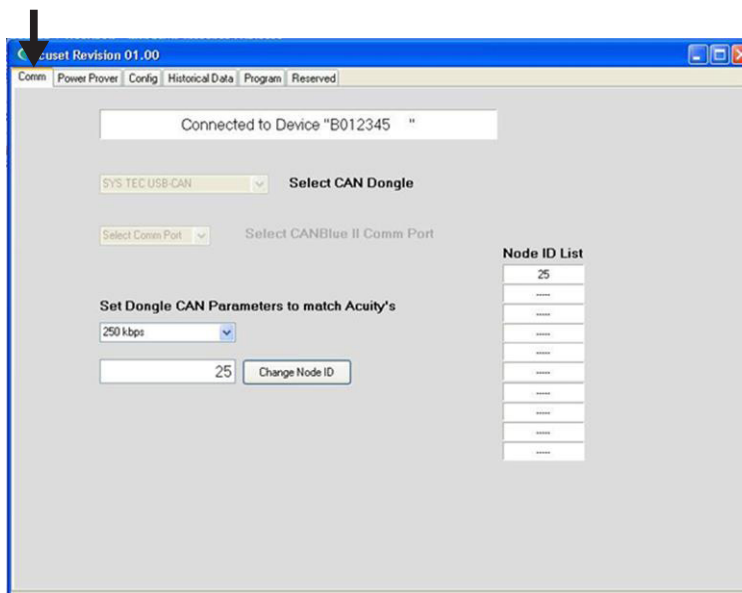 cuset Revision 01.00
Comm Power Prover Config Historical Data Program Reserved
Connected to Device "B012345 "
SYS TEC USB-CAN Select CAN Dongle
Select Comm Port Select CANBlue II Comm Port
Node ID List
25
-----
-----
-----
-----
-----
-----
-----
-----
-----
Set Dongle CAN Parameters to match Acuity's
250 kbps
25 Change Node ID